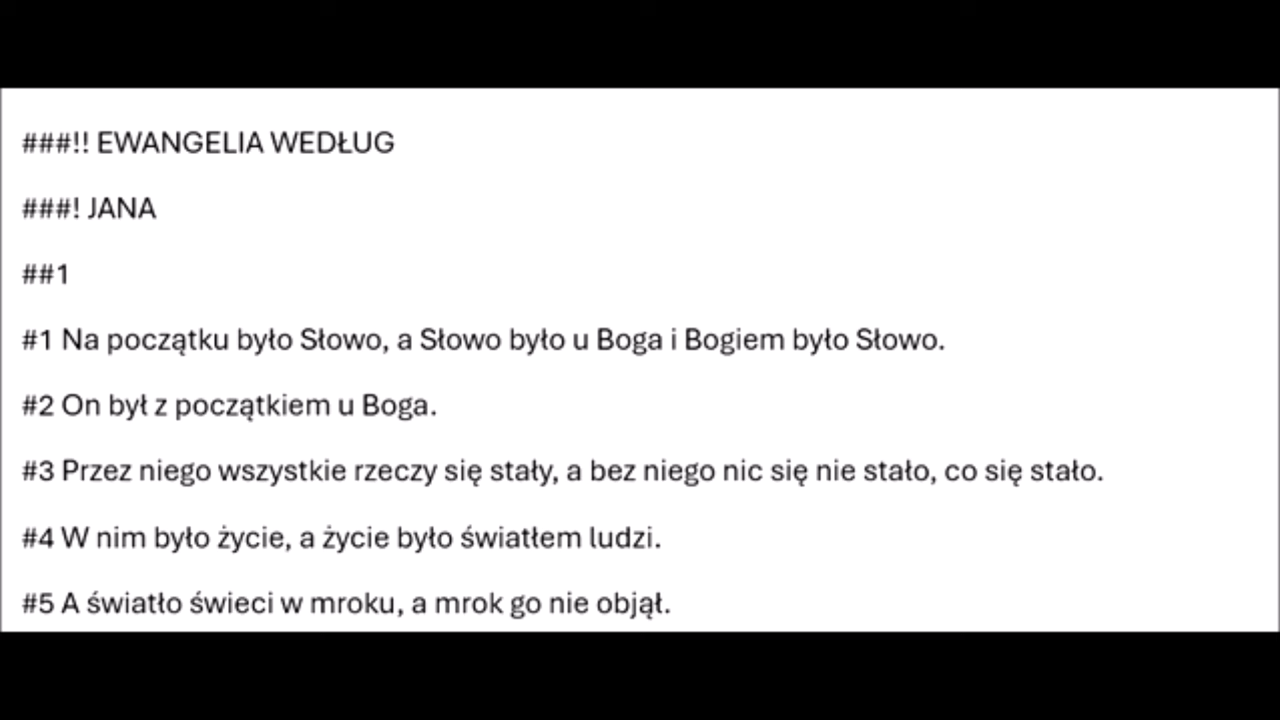 ###!! EWANGELIA WEDŁUG
###! JANA
##1
#1 Na początku było Słowo, a Słowo było u Boga i Bogiem było Słowo.
#2 On był z początkiem u Boga.
#3 Przez niego wszystkie rzeczy się stały, a bez niego nic się nie stało, co się stało.
#4 W nim było życie, a życie było światłem ludzi.
#5 A światło świeci w mroku, a mrok go nie objął.